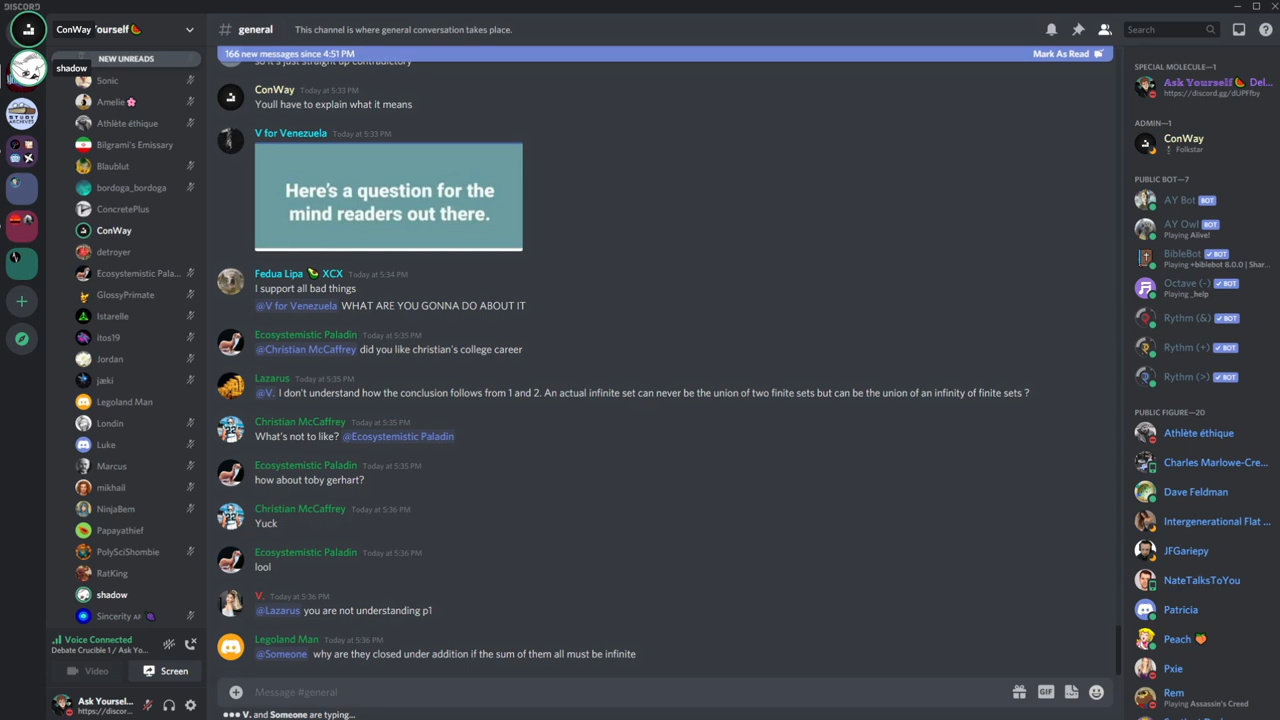 DISCORD
ConWay
ourself 🍉
shadow
NEW UNREADS
Sonic
Amelie 🌸
Athlète éthique
Bilgrami's Emissary
Blaublut
bordoga_bordoga
ConcretePlus
ConWay
detroyer
Ecosystemistic Pala...
GlossyPrimate
Istarelle
itos19
Jordan
jæki
Legoland Man
Londin
Luke
Marcus
mikhail
NinjaBem
Papayathief
PolySciShombie
RatKing
shadow
Sincerity AF 🍆
Voice Connected
Debate Crucible 1 / Ask Yo...
Video
Screen
Ask Yoursel...
https://discor...
# general
This channel is where general conversation takes place.
Search
166 new messages since 4:51 PM
Mark As Read
so it's just straight up contradictory
ConWay Today at 5:33 PM
Youll have to explain what it means
V for Venezuela Today at 5:33 PM
Here's a question for the
mind readers out there.
Fedua Lipa 🥑 XCX Today at 5:34 PM
I support all bad things
@V for Venezuela WHAT ARE YOU GONNA DO ABOUT IT
Ecosystemistic Paladin Today at 5:35 PM
@Christian McCaffrey did you like christian's college career
Lazarus Today at 5:35 PM
@V. I don't understand how the conclusion follows from 1 and 2. An actual infinite set can never be the union of two finite sets but can be the union of an infinity of finite sets ?
Christian McCaffrey Today at 5:35 PM
What's not to like? @Ecosystemistic Paladin
Ecosystemistic Paladin Today at 5:35 PM
how about toby gerhart?
Christian McCaffrey Today at 5:36 PM
Yuck
Ecosystemistic Paladin Today at 5:36 PM
lool
V. Today at 5:36 PM
@Lazarus you are not understanding p1
Legoland Man Today at 5:36 PM
@Someone why are they closed under addition if the sum of them all must be infinite
Message #general
GIF
V. and Someone are typing...
SPECIAL MOLECULE—1
Ask Yourself 🍉 Del...
https://discord.gg/dUPFfby
ADMIN—1
ConWay
Folkstar
PUBLIC BOT—7
AY Bot BOT
AY Owl BOT
Playing Alive!
BibleBot ✓ BOT
Playing +biblebot 8.0.0 | Shar...
Octave (-) ✓ BOT
Playing _help
Rythm (&) ✓ BOT
Rythm (+) ✓ BOT
Rythm (>) ✓ BOT
PUBLIC FIGURE—20
Athlète éthique
Charles Marlowe-Cre...
Dave Feldman
Intergenerational Flat ...
JFGariepy
NateTalksToYou
Patricia
Peach 🍑
Pxie
Rem
Playing Assassin's Creed